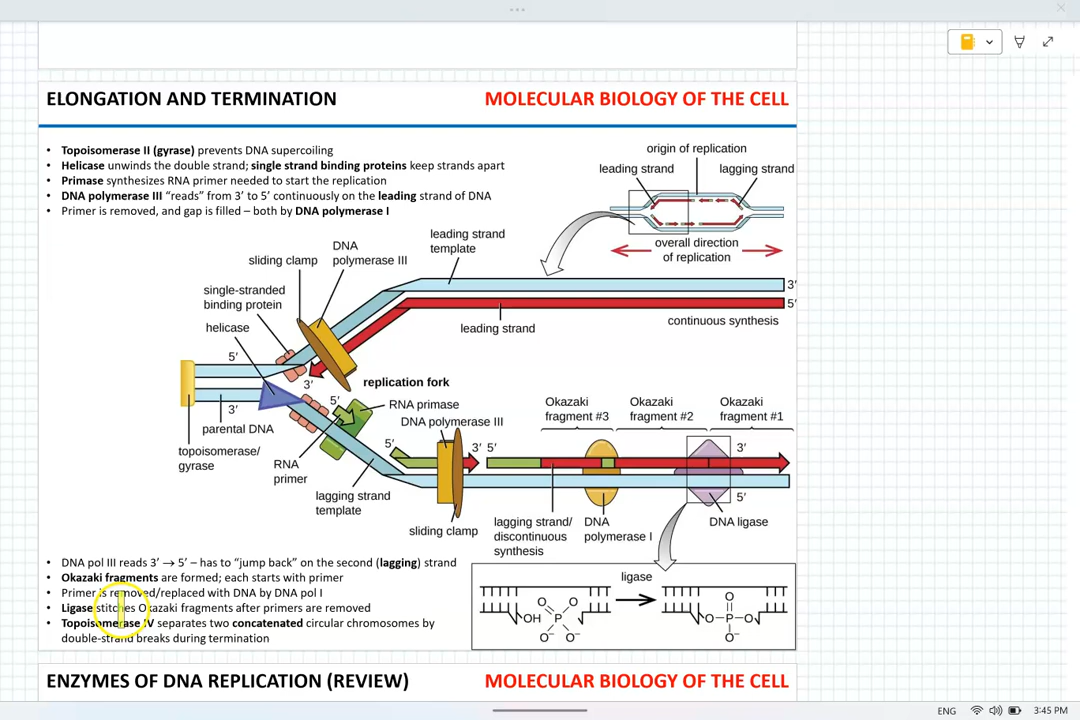 ELONGATION AND TERMINATION
MOLECULAR BIOLOGY OF THE CELL
• Topoisomerase II (gyrase) prevents DNA supercoiling
• Helicase unwinds the double strand; single strand binding proteins keep strands apart
• Primase synthesizes RNA primer needed to start the replication
• DNA polymerase III “reads” from 3’ to 5’ continuously on the leading strand of DNA
• Primer is removed, and gap is filled – both by DNA polymerase I
origin of replication
leading strand
lagging strand
overall direction
of replication
leading strand
template
DNA
polymerase III
sliding clamp
single-stranded
binding protein
helicase
3′
5′
leading strand
continuous synthesis
5′
3′
3′
replication fork
parental DNA
topoisomerase/
gyrase
RNA
primer
5′
RNA primase
DNA polymerase III
5′
3′
5′
lagging strand
template
sliding clamp
Okazaki
fragment #3
Okazaki
fragment #2
Okazaki
fragment #1
3′
5′
lagging strand/
discontinuous
synthesis
DNA
polymerase I
DNA ligase
• DNA pol III reads 3’ → 5’ – has to “jump back” on the second (lagging) strand
• Okazaki fragments are formed; each starts with primer
• Primer is removed/replaced with DNA by DNA pol I
• Ligase stitches Okazaki fragments after primers are removed
• Topoisomerase IV separates two concatenated circular chromosomes by
double-strand breaks during termination
ligase
O
O
OH
P
O⁻
O⁻
O
O
P
O
O⁻
ENZYMES OF DNA REPLICATION (REVIEW)
MOLECULAR BIOLOGY OF THE CELL
ENG
3:45 PM